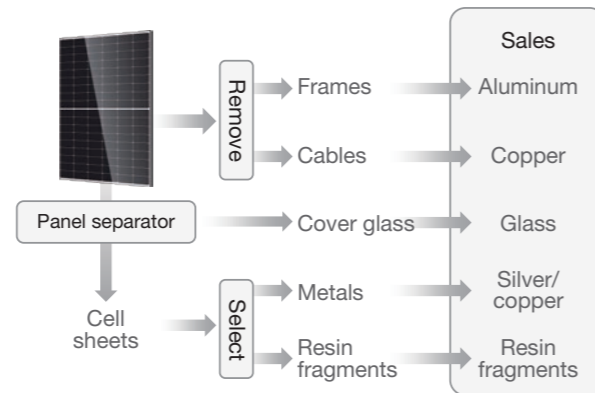 Sales
Remove
Frames
Aluminum
Cables
Copper
Panel separator
Cover glass
Glass
Cell
sheets
Select
Metals
Silver/
copper
Resin
fragments
Resin
fragments